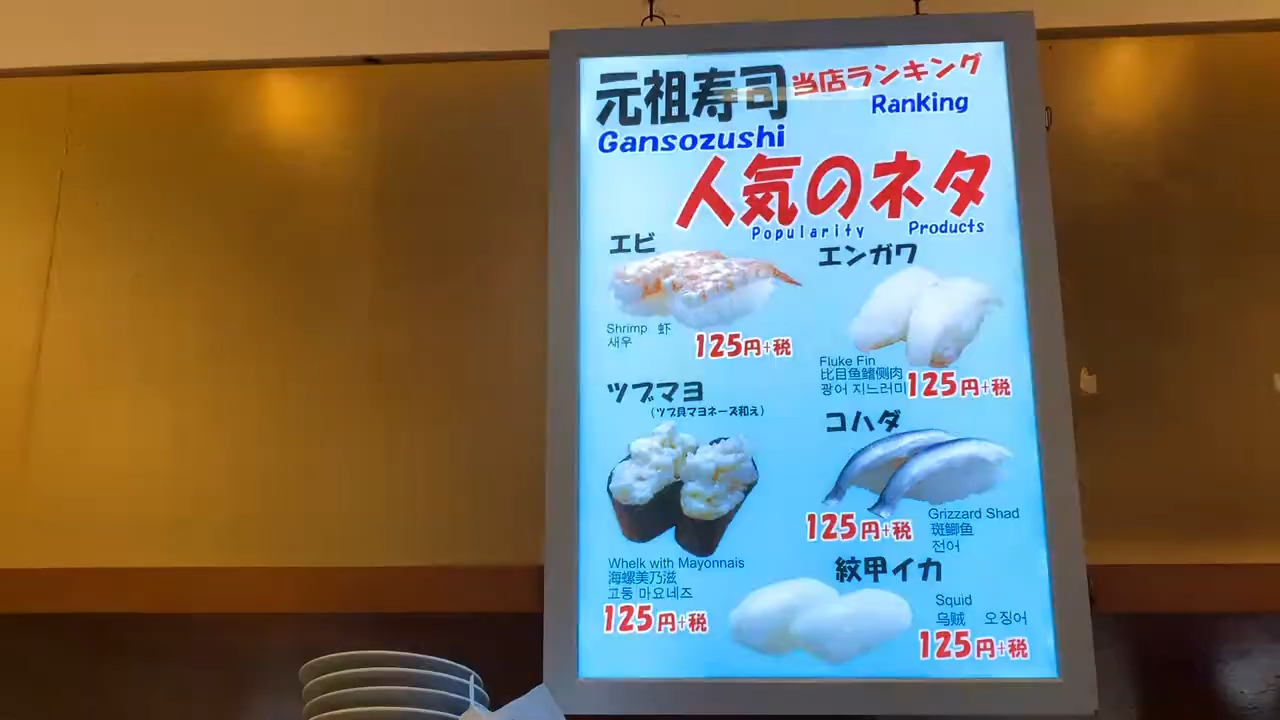 元祖寿司
当店ランキング
Ranking
Gansozushi
人気のネタ
Popularity Products
エビ
Shrimp 虾
새우
125円+税
エンガワ
Fluke Fin
比目鱼鳍侧肉
광어 지느러미
125円+税
ツブマヨ
(ツブ貝マヨネーズ和え)
Whelk with Mayonnais
海螺美乃滋
고둥 마요네즈
125円+税
コハダ
125円+税
Grizzard Shad
斑鰶鱼
전어
紋甲イカ
Squid
乌贼 오징어
125円+税